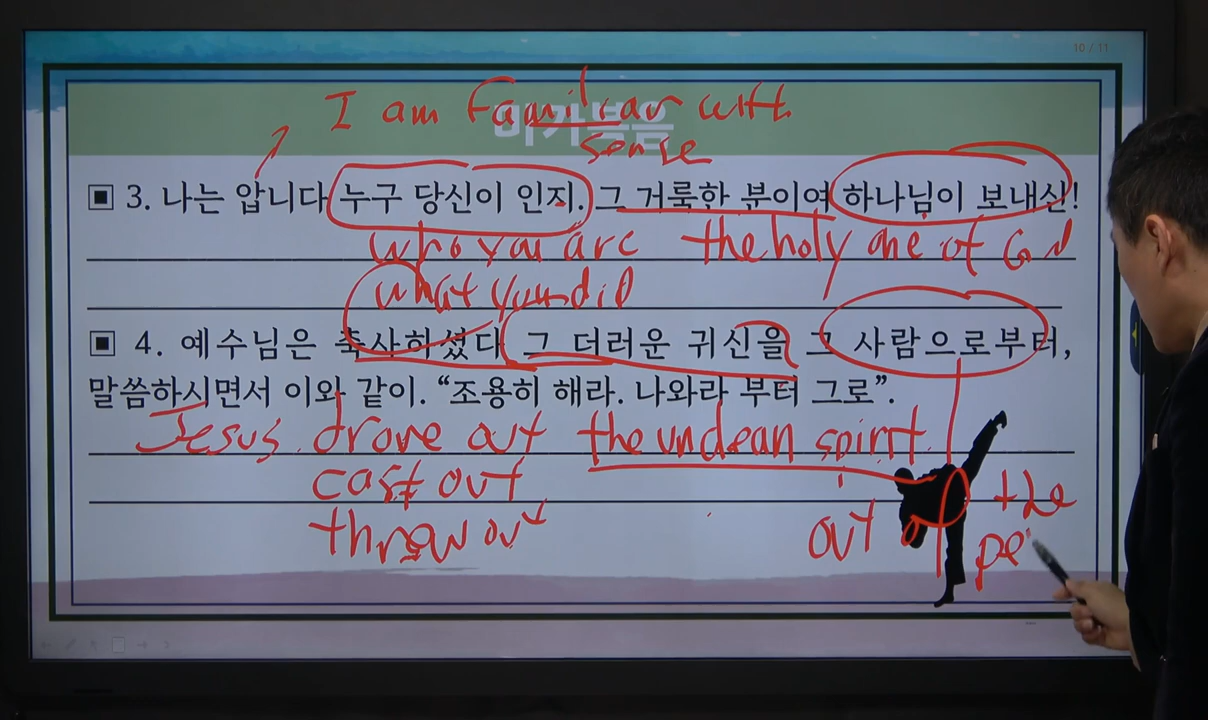 10 / 11
마가복음
I am familiar with
sense
▣ 3. 나는 압니다 누구 당신이 인지. 그 거룩한 분이여 하나님이 보내신!
who you are the holy one of God
what you did
▣ 4. 예수님은 축사하셨다 그 더러운 귀신을 그 사람으로부터,
말씀하시면서 이와 같이. “조용히 해라. 나와라 부터 그로”.
Jesus drove out the unclean spirit
cast out
threw out
out of the
pe